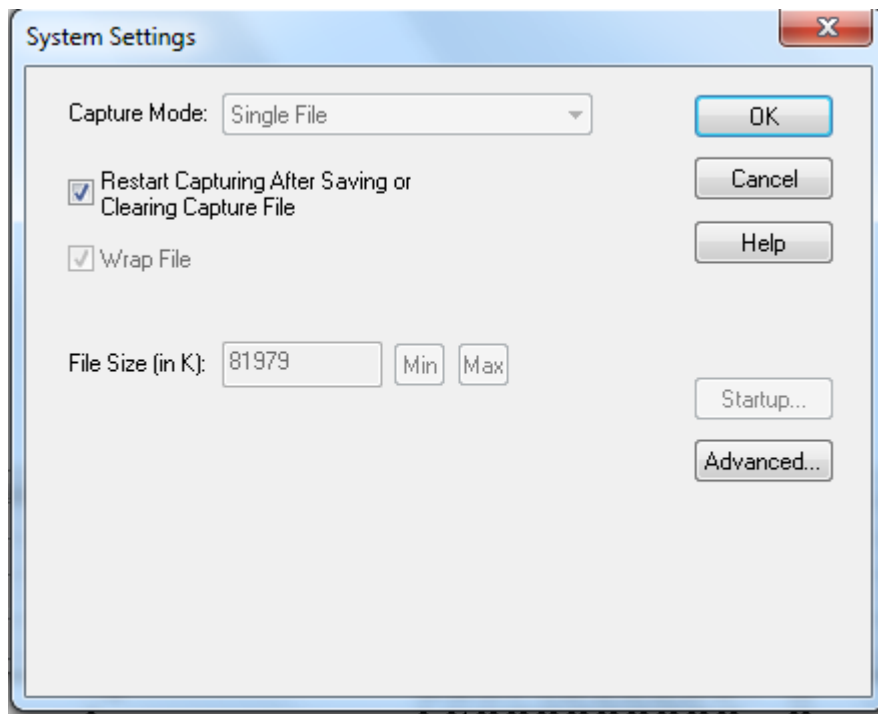 System Settings
Capture Mode: Single File
OK
Restart Capturing After Saving or
Clearing Capture File
Cancel
Wrap File
Help
File Size (in K): 81979 Min Max
Startup...
Advanced...